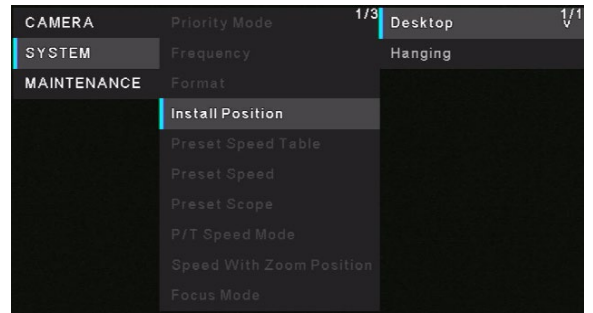 CAMERA
SYSTEM
MAINTENANCE
1/3
Priority Mode
Frequency
Format
Install Position
Preset Speed Table
Preset Speed
Preset Scope
P/T Speed Mode
Speed With Zoom Position
Focus Mode
1/1
Desktop
Hanging